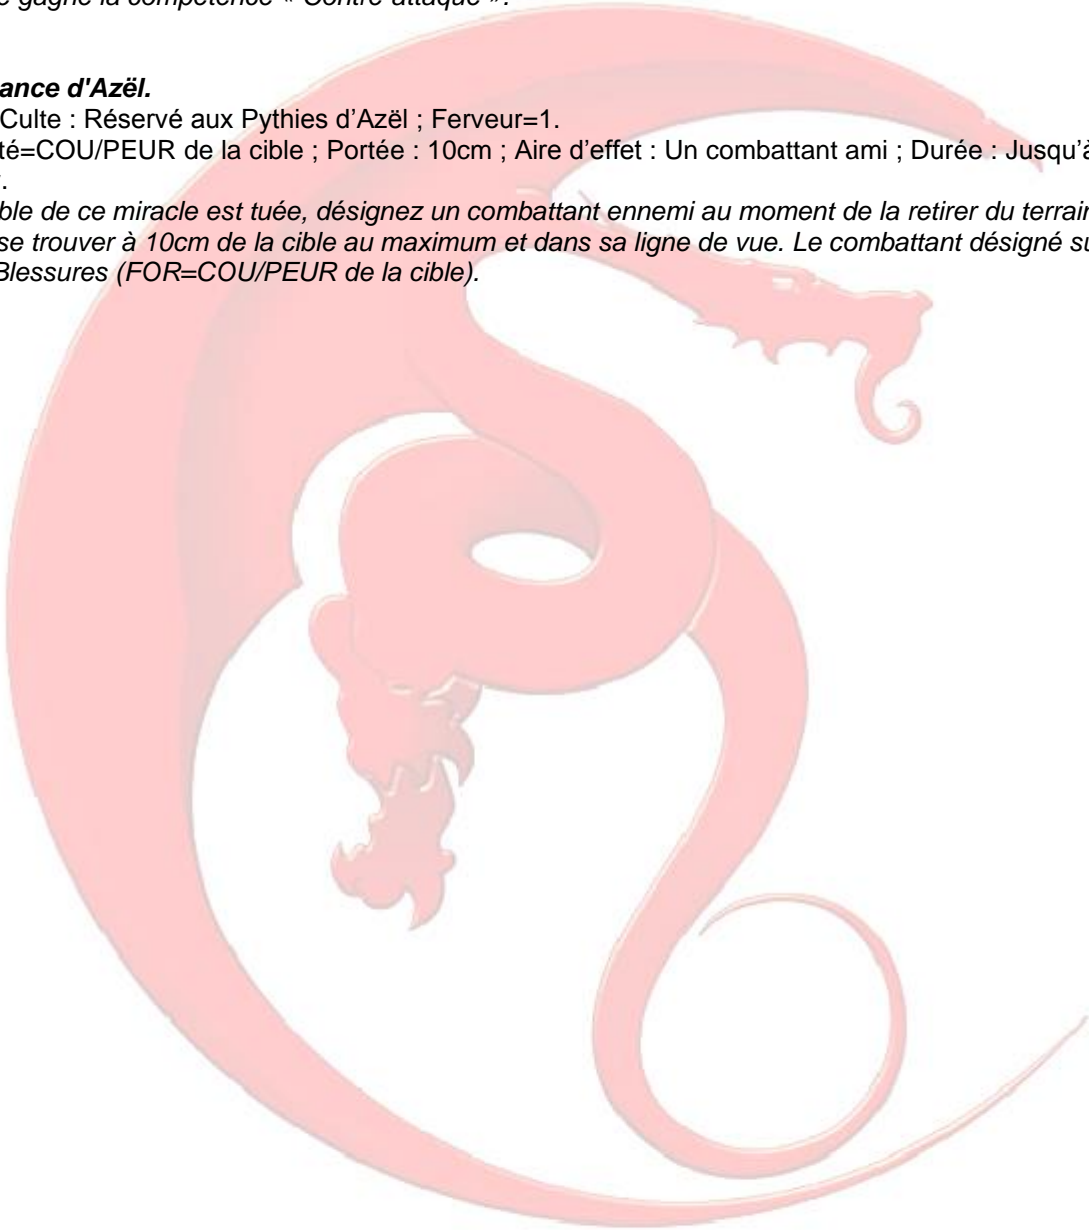 gagne la compétence « Contre-attaque ».
ance d'Azël.
Culte : Réservé aux Pythies d’Azël ; Ferveur=1.
té=COU/PEUR de la cible ; Portée : 10cm ; Aire d’effet : Un combattant ami ; Durée : Jusqu’à
ble de ce miracle est tuée, désignez un combattant ennemi au moment de la retirer du terrain
se trouver à 10cm de la cible au maximum et dans sa ligne de vue. Le combattant désigné su
Blessures (FOR=COU/PEUR de la cible).